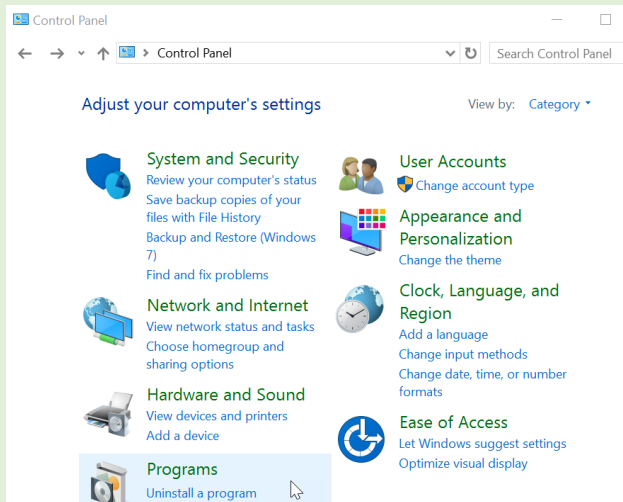 Control Panel
Control Panel
Search Control Panel
Adjust your computer's settings
View by: Category
System and Security
Review your computer's status
Save backup copies of your
files with File History
Backup and Restore (Windows
7)
Find and fix problems
Network and Internet
View network status and tasks
Choose homegroup and
sharing options
Hardware and Sound
View devices and printers
Add a device
Programs
Uninstall a program
User Accounts
Change account type
Appearance and
Personalization
Change the theme
Clock, Language, and
Region
Add a language
Change input methods
Change date, time, or number
formats
Ease of Access
Let Windows suggest settings
Optimize visual display